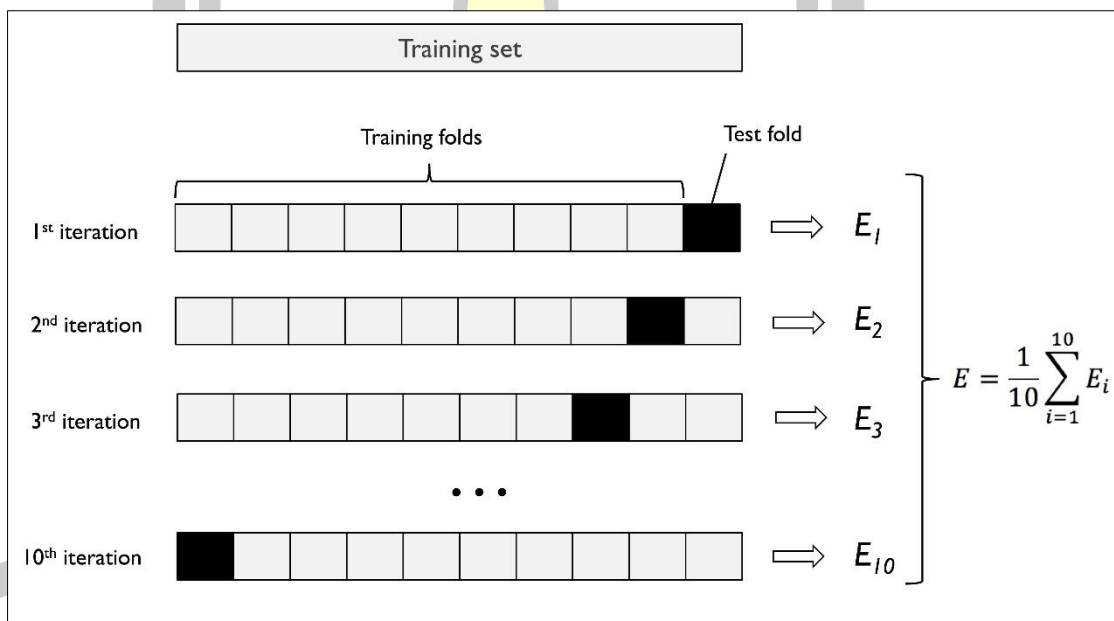 Training set
Training folds
Test fold
1st iteration
E1
2nd iteration
E2
3rd iteration
E3
E = 1/10 ∑_{i=1}^{10} E_i
• • •
10th iteration
E10